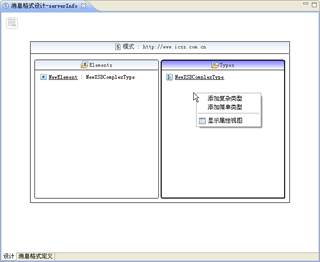 消息格式设计-serverInfo
模式 : http://www.icss.com.cn
Elements
NewElement : NewXSDComplexType
Types
NewXSDComplexType
添加复杂类型
添加简单类型
显示属性视图
设计 消息格式定义